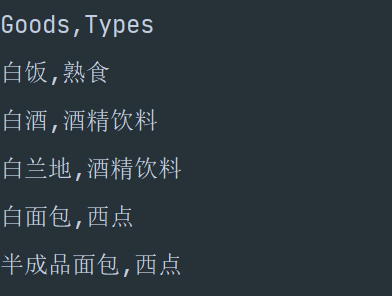 Goods,Types
白饭,熟食
白酒,酒精饮料
白兰地,酒精饮料
白面包,西点
半成品面包,西点